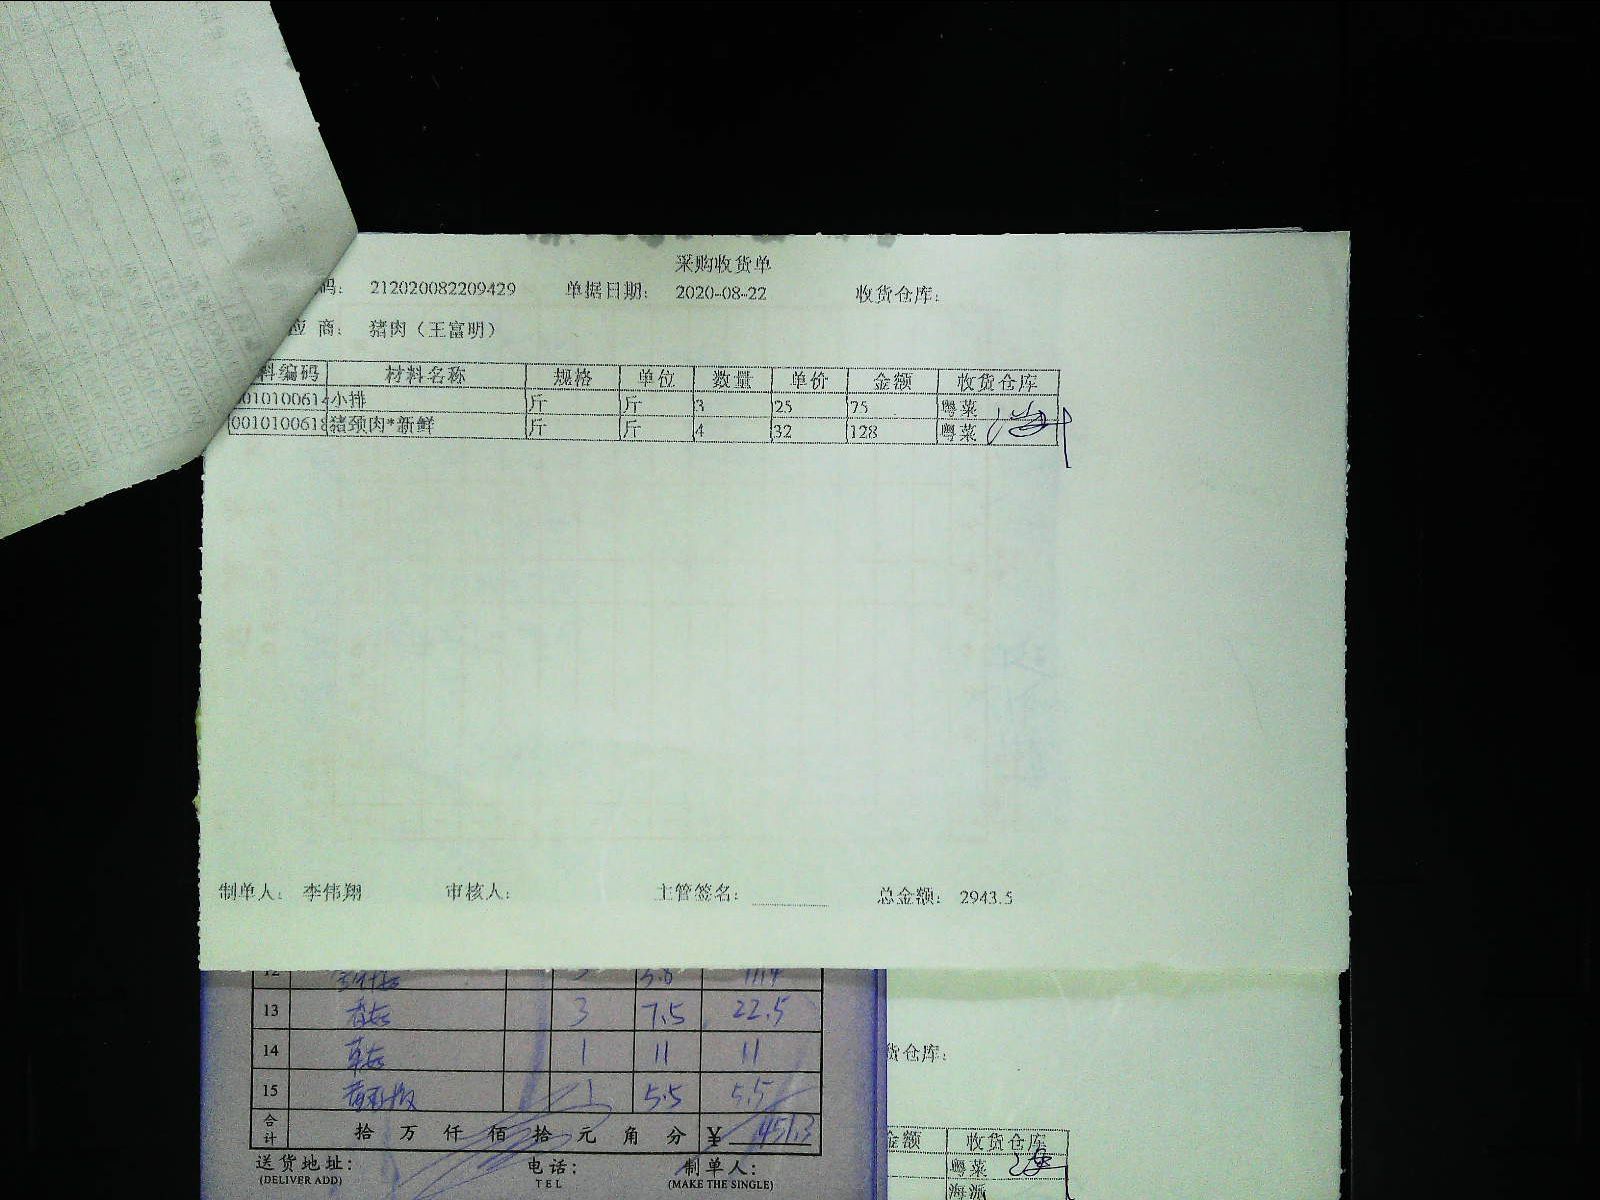 采购收货单
码： 212020082209429 单据日期： 2020-08-22 收货仓库：
应 商： 猪肉（王富明）
料编码 材料名称 规格 单位 数量 单价 金额 收货仓库
010100614 小排 斤 斤 3 25 75 粤菜
0010100618 猪颈肉*新鲜 斤 斤 4 32 128 粤菜
制单人： 李伟翔 审核人： 主管签名： 总金额： 2943.5
12 5.8
13 3 7.5 22.5
14 1 11 11
15 1 5.5 5.5
合计 拾 万 仟 佰 拾 元 角 分 ¥ 451.3
送货地址： 电话： 制单人：
(DELIVER ADD) TEL (MAKE THE SINGLE)
货仓库：
金额 收货仓库
粤菜
海派